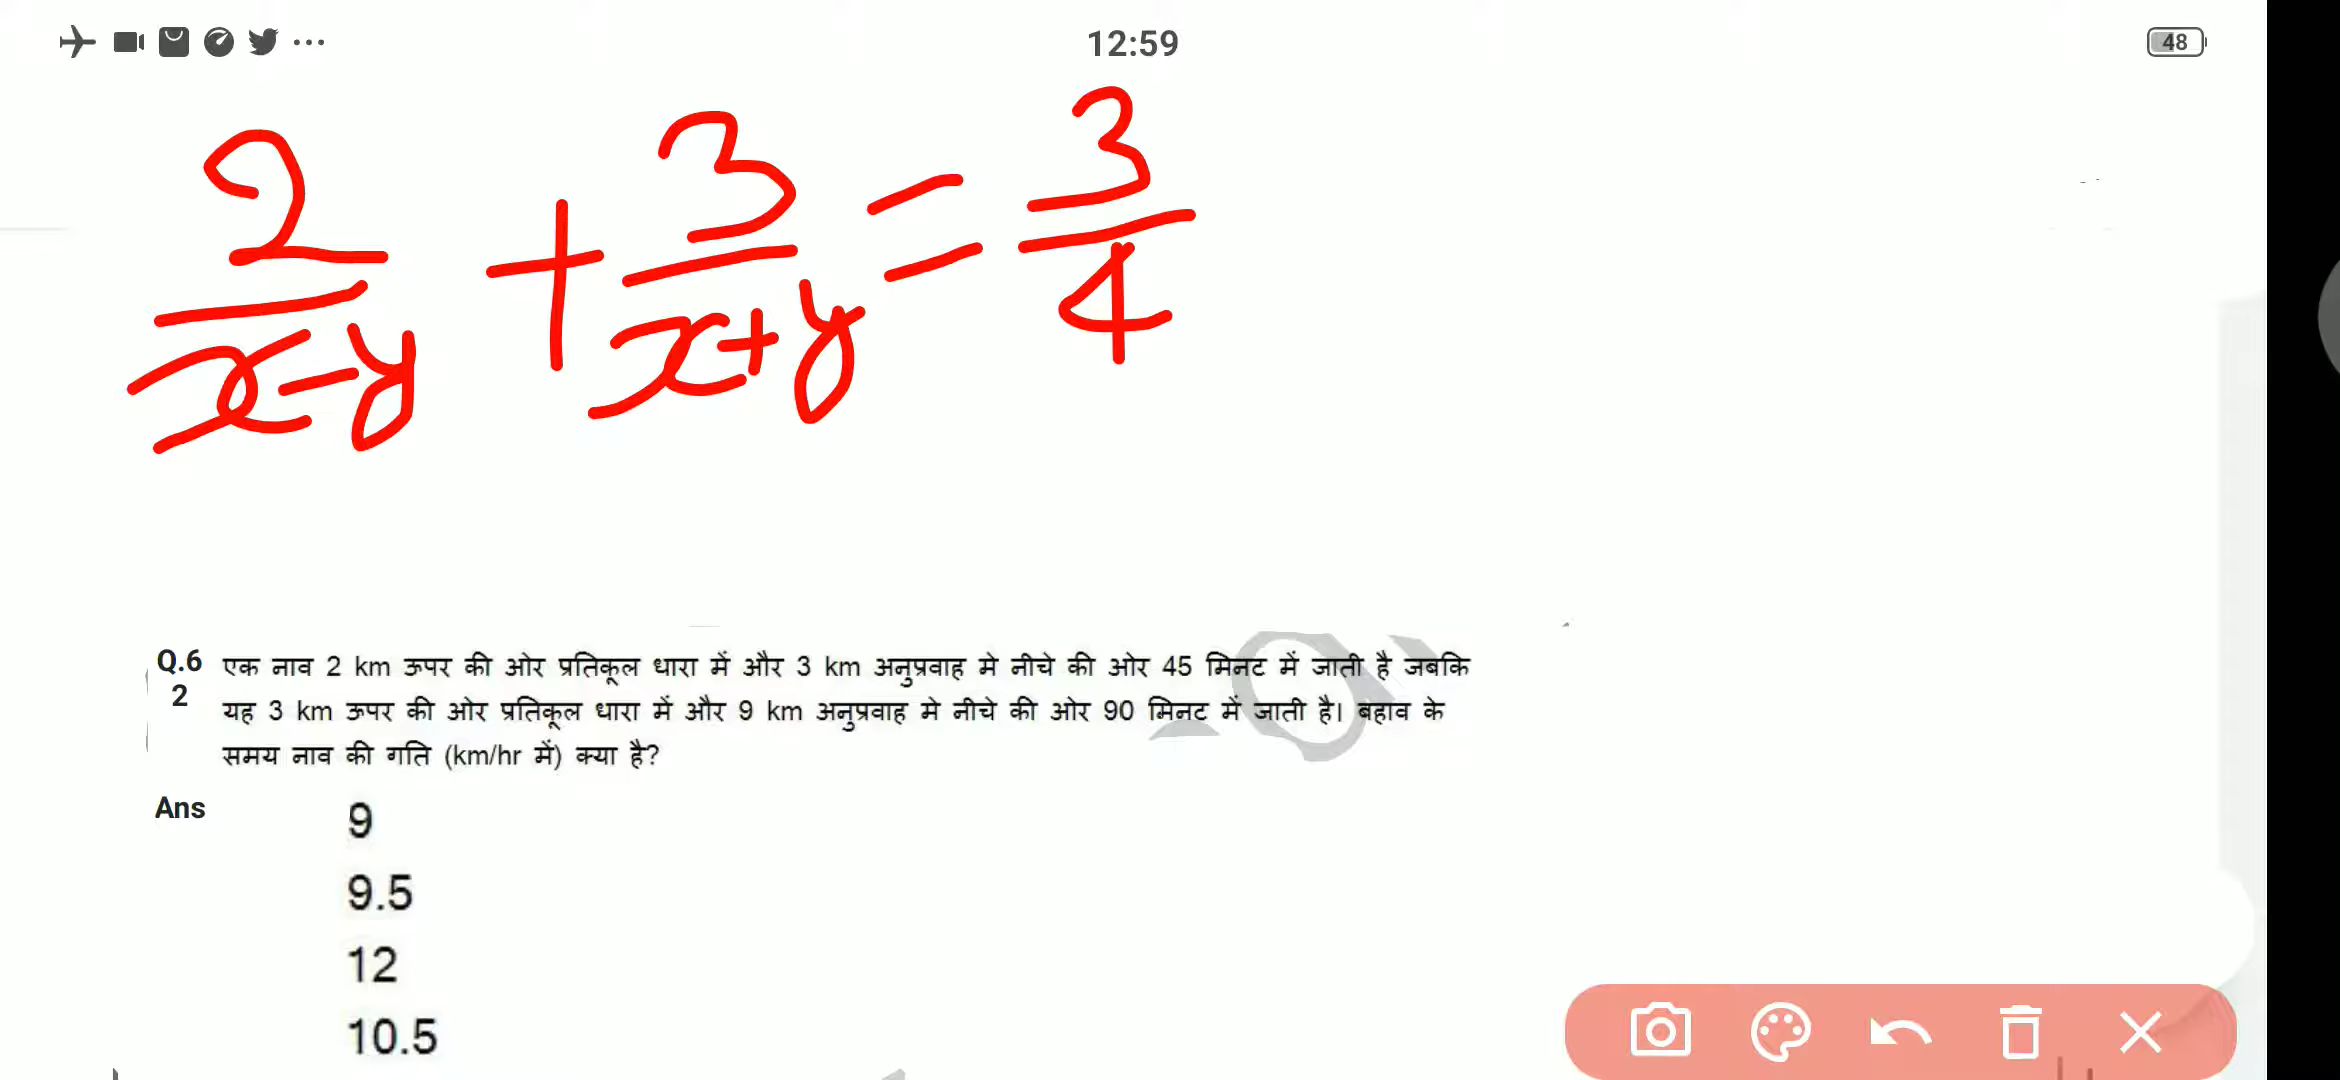 12:59
48
2/x-y + 3/x+y = 3/4
Q.6 एक नाव 2 km ऊपर की ओर प्रतिकूल धारा में और 3 km अनुप्रवाह मे नीचे की ओर 45 मिनट में जाती है जबकि
2 यह 3 km ऊपर की ओर प्रतिकूल धारा में और 9 km अनुप्रवाह मे नीचे की ओर 90 मिनट में जाती है। बहाव के
समय नाव की गति (km/hr में) क्या है?
Ans
9
9.5
12
10.5